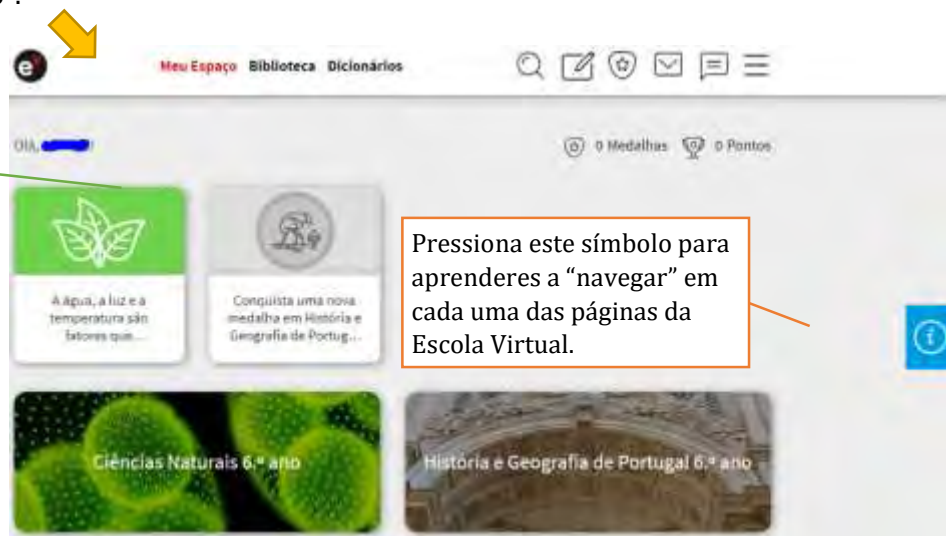 Meu Espaço Biblioteca Dicionários
Olá, !
0 Medalhas 0 Pontos
A água, a luz e a
temperatura são
fatores que...
Conquista uma nova
medalha em História e
Geografia de Portug...
Pressiona este símbolo para
aprenderes a “navegar” em
cada uma das páginas da
Escola Virtual.
Ciências Naturais 6.º ano
História e Geografia de Portugal 6.º ano